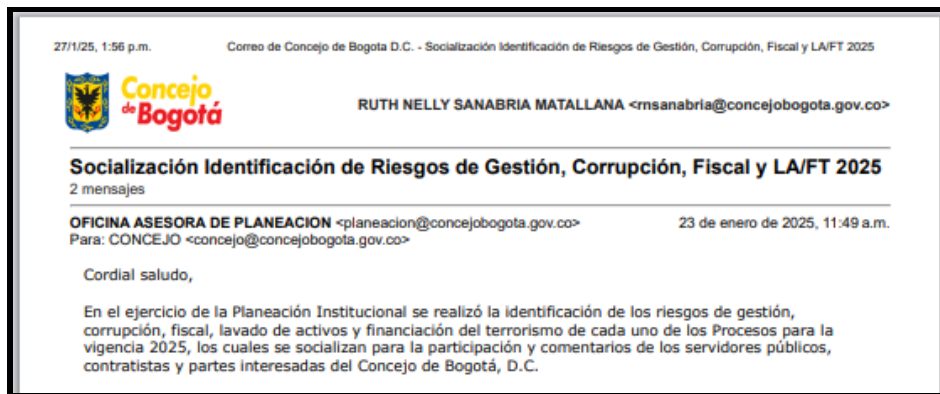 27/1/25, 1:56 p.m. Correo de Concejo de Bogota D.C. - Socialización Identificación de Riesgos de Gestión, Corrupción, Fiscal y LA/FT 2025
Concejo
de Bogotá
RUTH NELLY SANABRIA MATALLANA <rnsanabria@concejobogota.gov.co>
Socialización Identificación de Riesgos de Gestión, Corrupción, Fiscal y LA/FT 2025
2 mensajes
OFICINA ASESORA DE PLANEACION <planeacion@concejobogota.gov.co> 23 de enero de 2025, 11:49 a.m.
Para: CONCEJO <concejo@concejobogota.gov.co>
Cordial saludo,
En el ejercicio de la Planeación Institucional se realizó la identificación de los riesgos de gestión,
corrupción, fiscal, lavado de activos y financiación del terrorismo de cada uno de los Procesos para la
vigencia 2025, los cuales se socializan para la participación y comentarios de los servidores públicos,
contratistas y partes interesadas del Concejo de Bogotá, D.C.